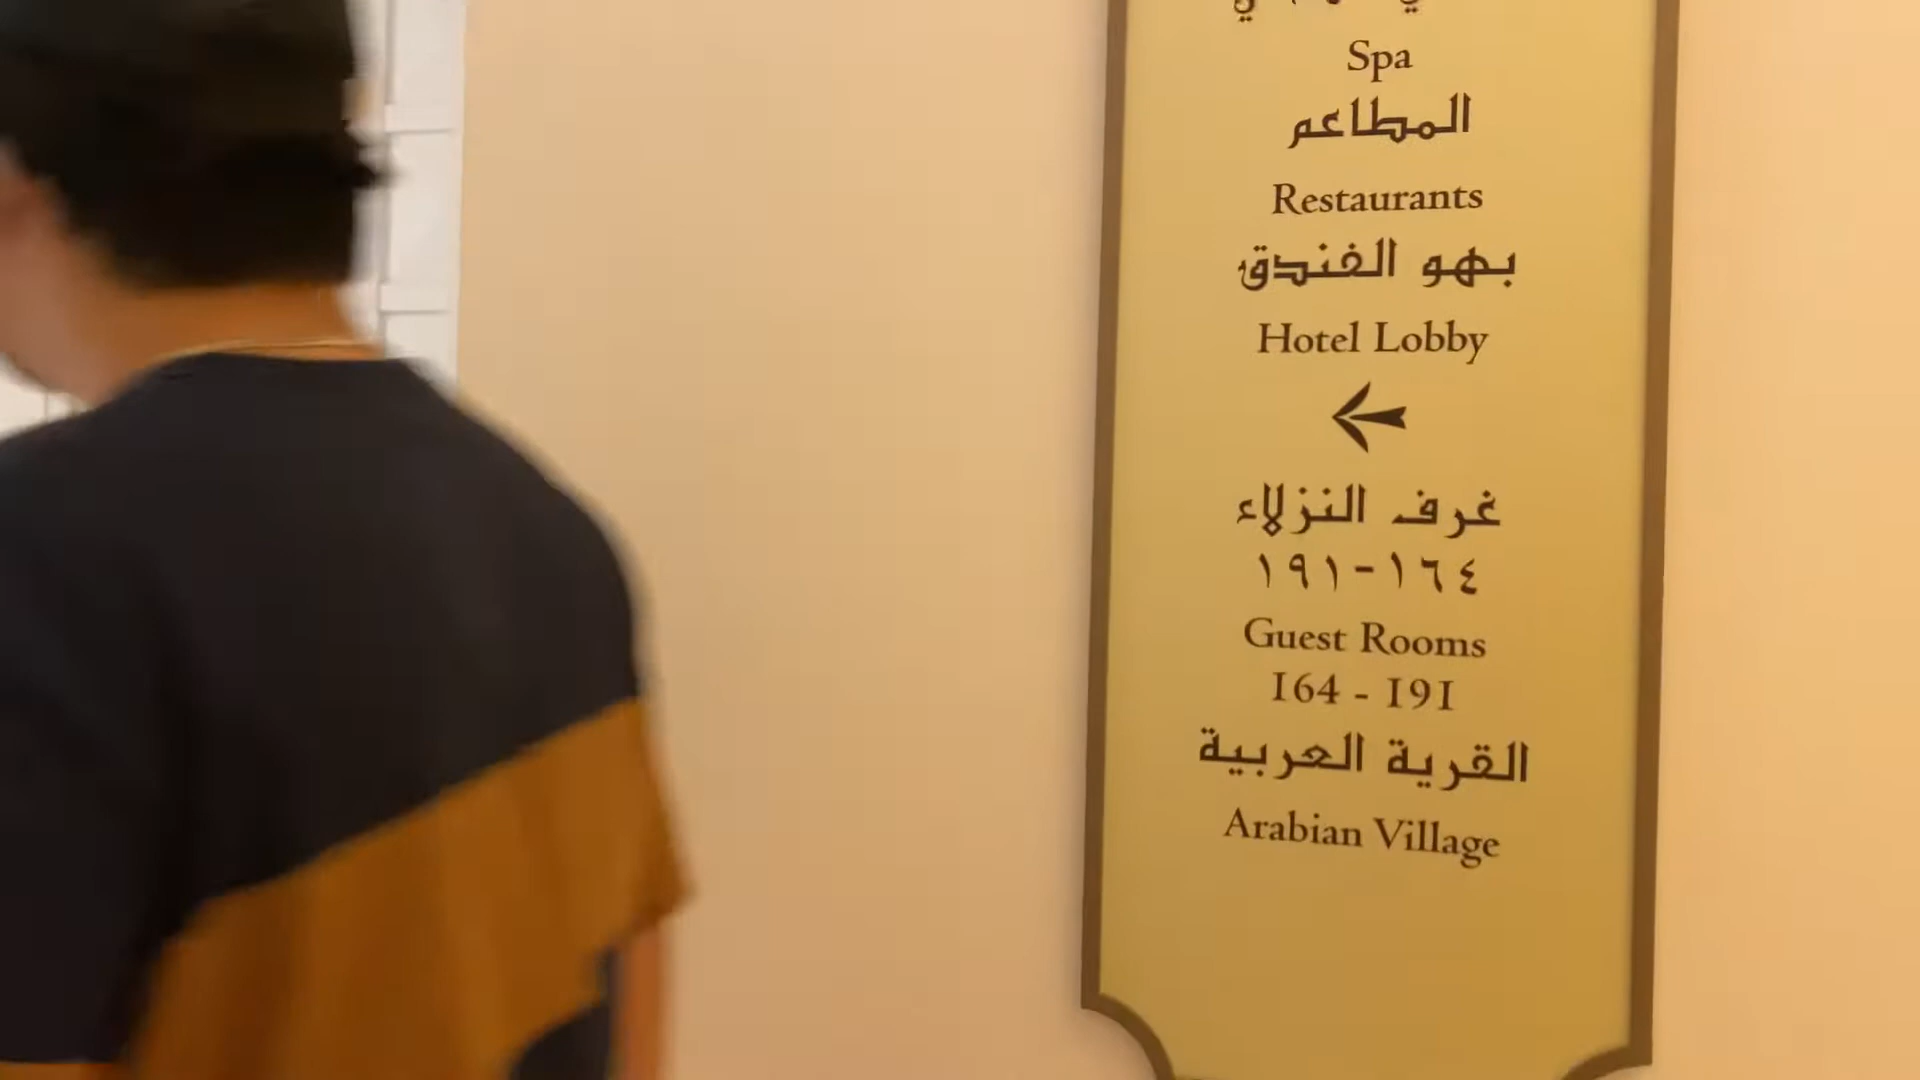 Spa
المطاعم
Restaurants
بهو الفندق
Hotel Lobby
غرف النزلاء
١٩١-١٦٤
Guest Rooms
164 - 191
القرية العربية
Arabian Village